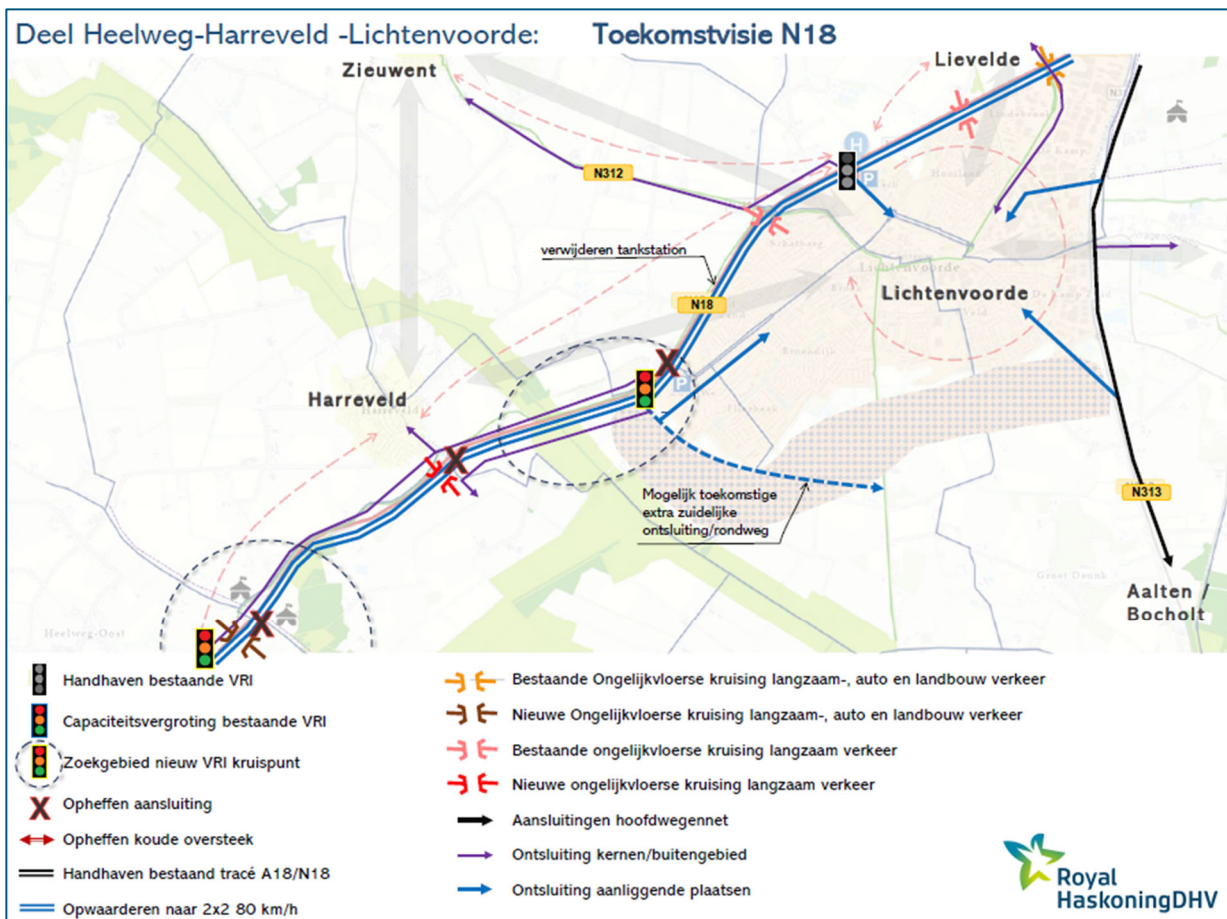 Deel Heelweg-Harreveld -Lichtenvoorde: Toekomstvisie N18
Zieuwent
Lievelde
N312
verwijderen tankstation
N18
Lichtenvoorde
Lichtenvoorde
Harreveld
Harreveld
Mogelijk toekomstige
extra zuidelijke
ontsluiting/rondweg
N313
Aalten /
Bocholt
Heelweg-Oost
H
P
P
Handhaven bestaande VRI
Capaciteitsvergroting bestaande VRI
Zoekgebied nieuw VRI kruispunt
Opheffen aansluiting
Opheffen koude oversteek
Handhaven bestaand tracé A18/N18
Opwaarderen naar 2x2 80 km/h
Bestaande Ongelijkvloerse kruising langzaam-, auto en landbouw verkeer
Nieuwe Ongelijkvloerse kruising langzaam-, auto en landbouw verkeer
Bestaande ongelijkvloerse kruising langzaam verkeer
Nieuwe ongelijkvloerse kruising langzaam verkeer
Aansluitingen hoofdwegennet
Ontsluiting kernen/buitengebied
Ontsluiting aanliggende plaatsen
Royal
HaskoningDHV